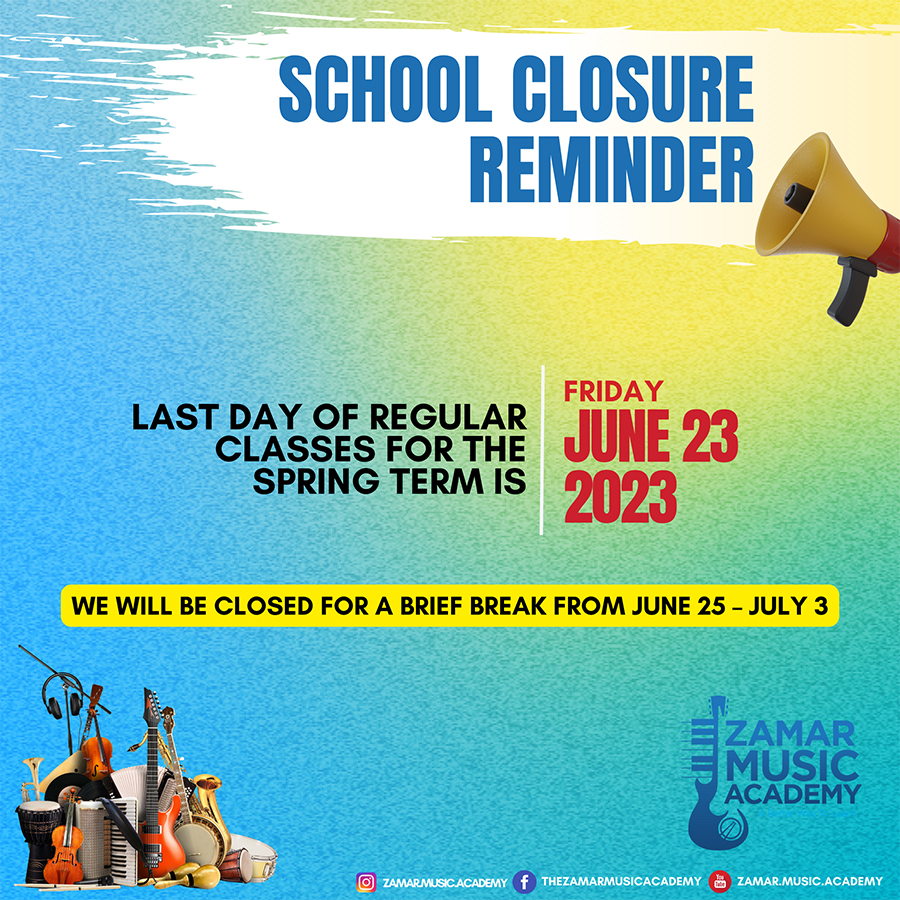 SCHOOL CLOSURE
REMINDER
LAST DAY OF REGULAR
CLASSES FOR THE
SPRING TERM IS
FRIDAY
JUNE 23
2023
WE WILL BE CLOSED FOR A BRIEF BREAK FROM JUNE 25 – JULY 3
ZAMAR
MUSIC
ACADEMY
ZAMAR.MUSIC.ACADEMY THEZAMARMUSICACADEMY ZAMAR.MUSIC.ACADEMY